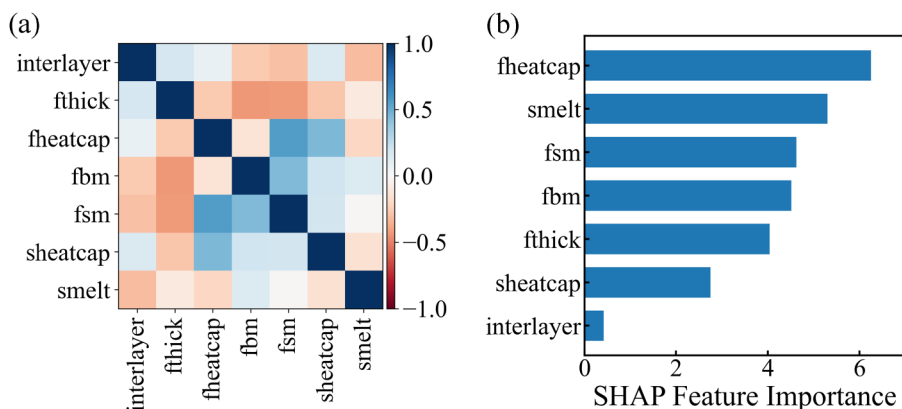 (a)
interlayer
fthick
fheatcap
fbm
fsm
sheatcap
smelt
interlayer
fthick
fheatcap
fbm
fsm
sheatcap
smelt
1.0
0.5
0.0
−0.5
−1.0
(b)
fheatcap
smelt
fsm
fbm
fthick
sheatcap
interlayer
0 2 4 6
SHAP Feature Importance